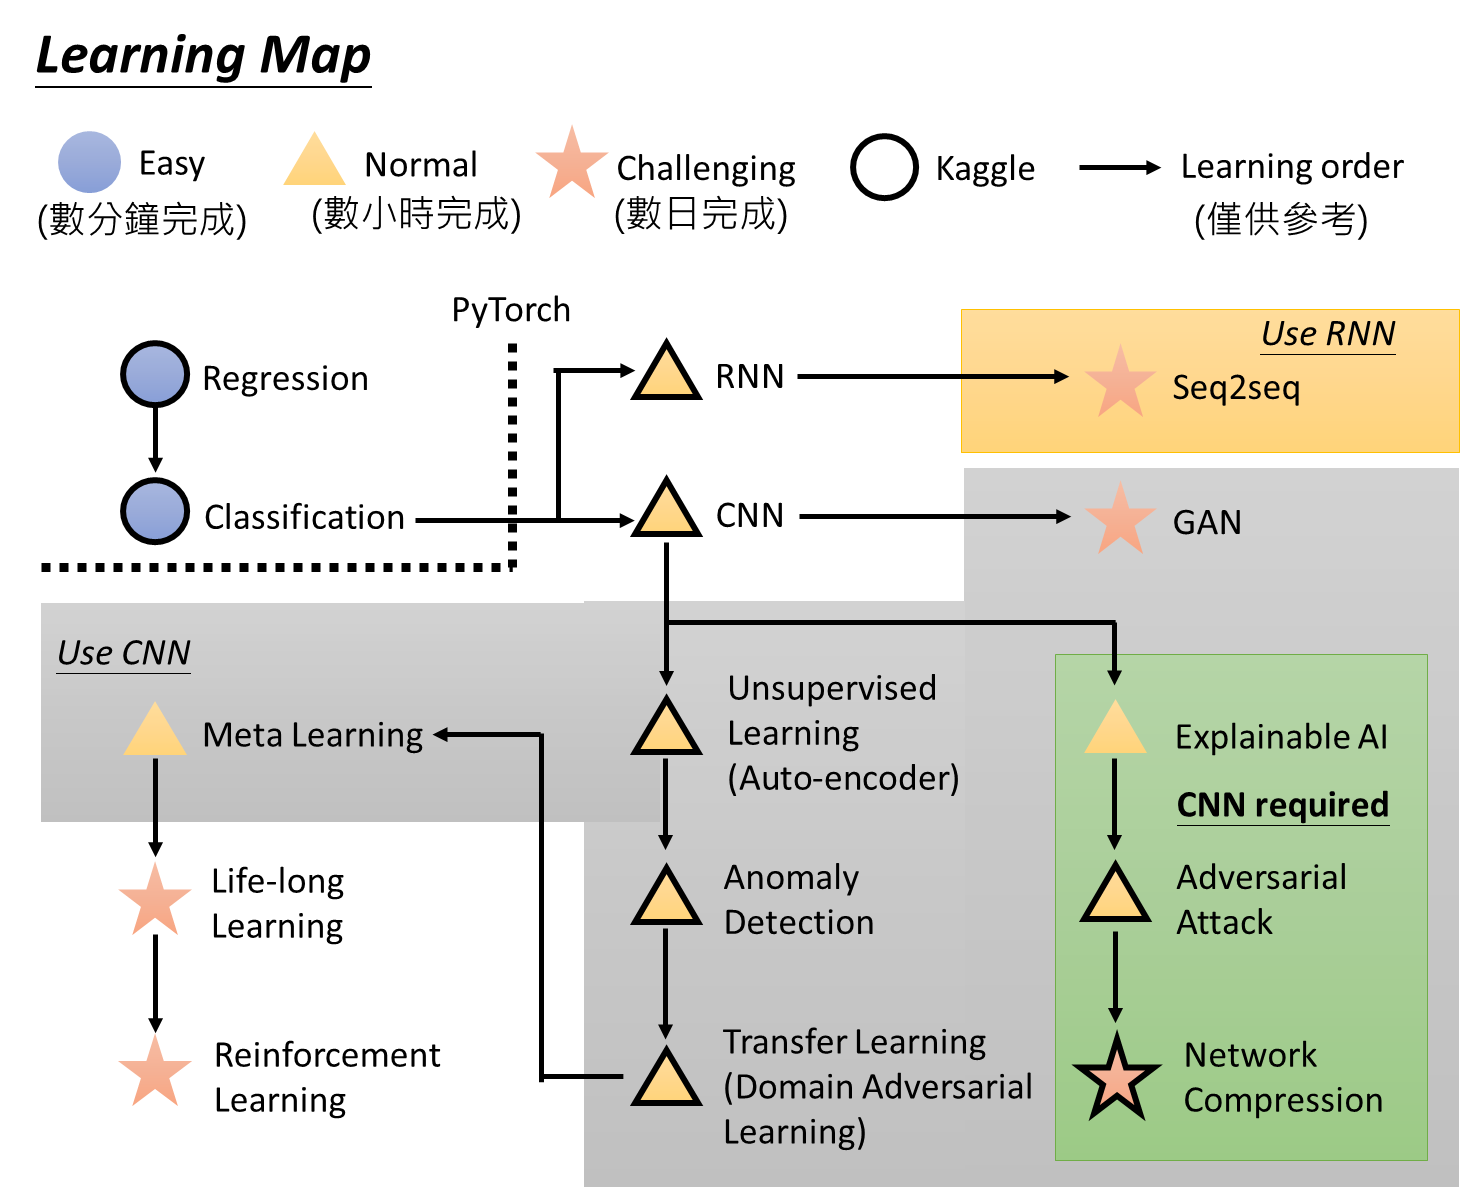 Learning Map
Easy
(數分鐘完成)
Normal
(數小時完成)
Challenging
(數日完成)
Kaggle
Learning order
(僅供參考)
PyTorch
Regression
RNN
Use RNN
Seq2seq
Classification
CNN
GAN
Use CNN
Meta Learning
Unsupervised
Learning
(Auto-encoder)
Explainable AI
CNN required
Life-long
Learning
Anomaly
Detection
Adversarial
Attack
Reinforcement
Learning
Transfer Learning
(Domain Adversarial
Learning)
Network
Compression